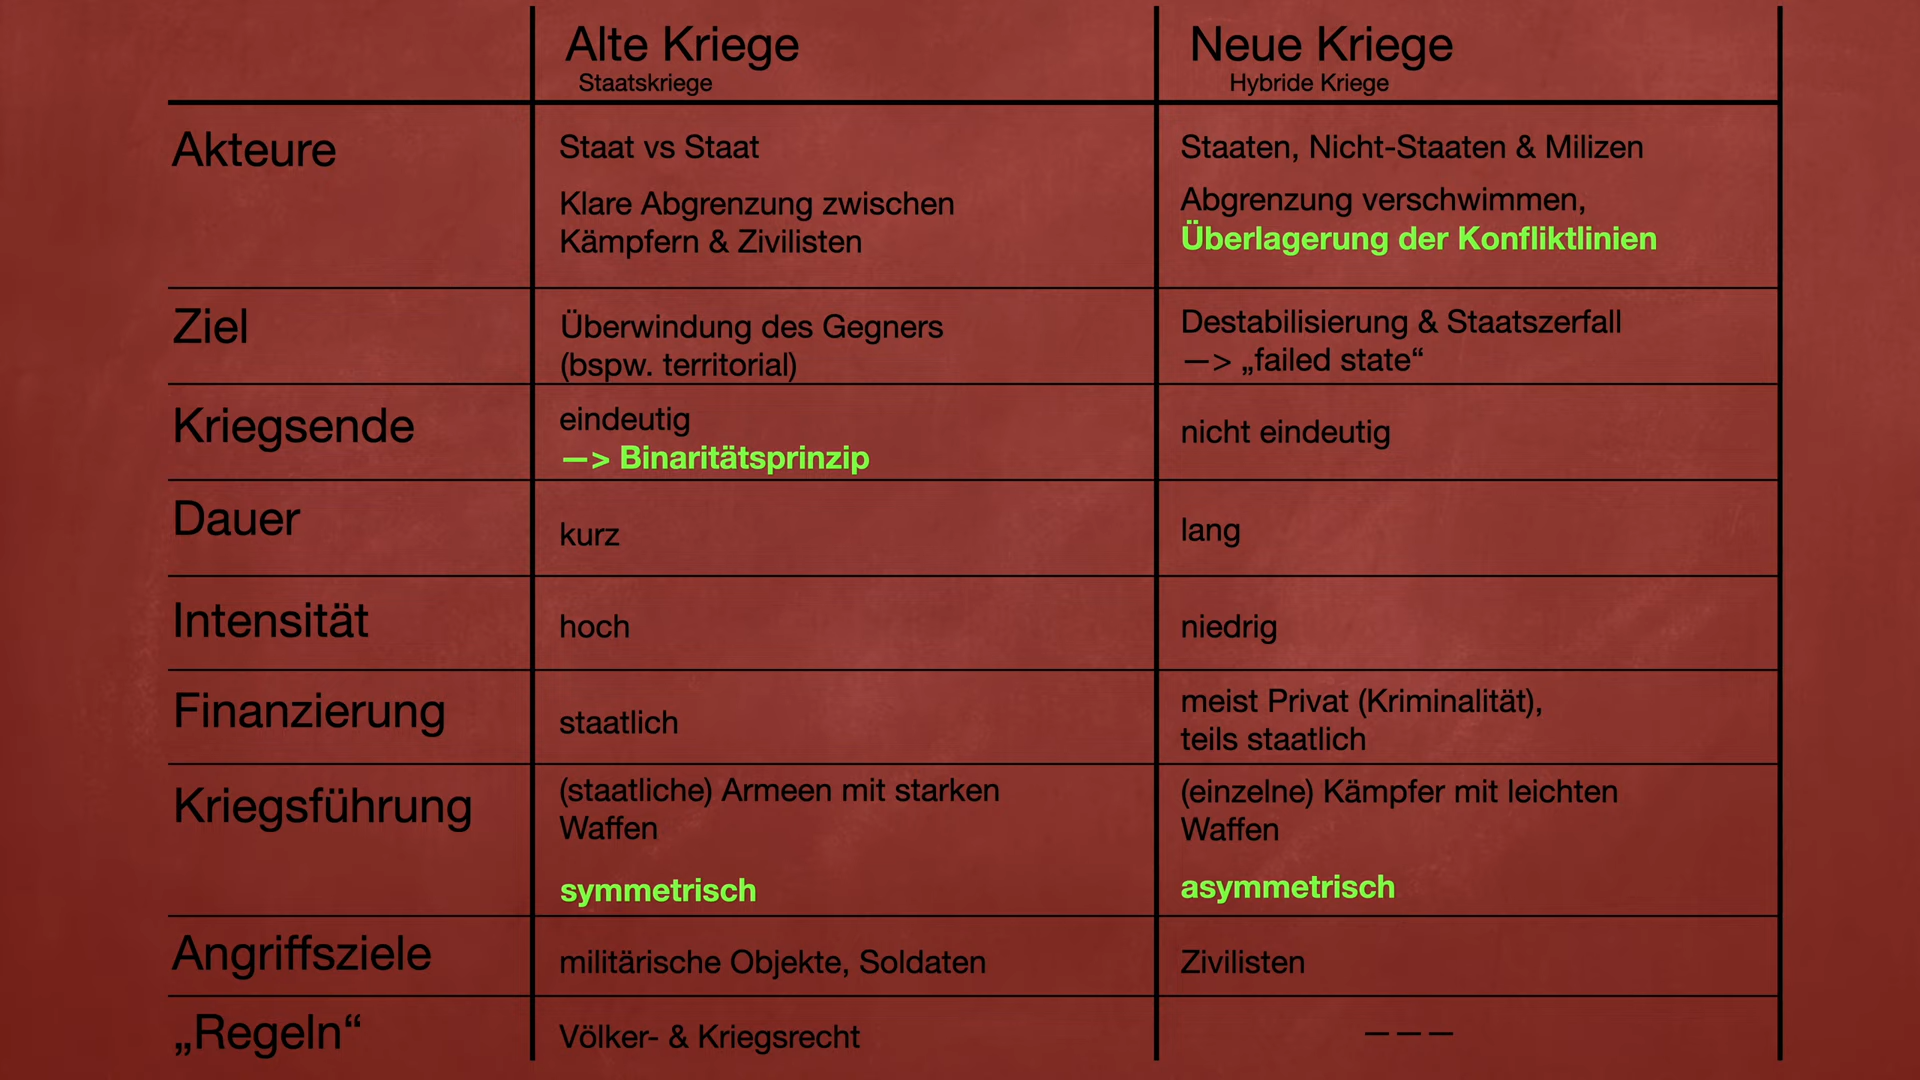 Alte Kriege
Staatskriege
Neue Kriege
Hybride Kriege
Akteure
Staat vs Staat
Klare Abgrenzung zwischen
Kämpfern & Zivilisten
Staaten, Nicht-Staaten & Milizen
Abgrenzung verschwimmen,
Überlagerung der Konfliktlinien
Ziel
Überwindung des Gegners
(bspw. territorial)
Destabilisierung & Staatszerfall
—> „failed state“
Kriegsende
eindeutig
—> Binaritätsprinzip
nicht eindeutig
Dauer
kurz
lang
Intensität
hoch
niedrig
Finanzierung
staatlich
meist Privat (Kriminalität),
teils staatlich
Kriegsführung
(staatliche) Armeen mit starken
Waffen
symmetrisch
(einzelne) Kämpfer mit leichten
Waffen
asymmetrisch
Angriffsziele
militärische Objekte, Soldaten
Zivilisten
„Regeln“
Völker- & Kriegsrecht
— — —